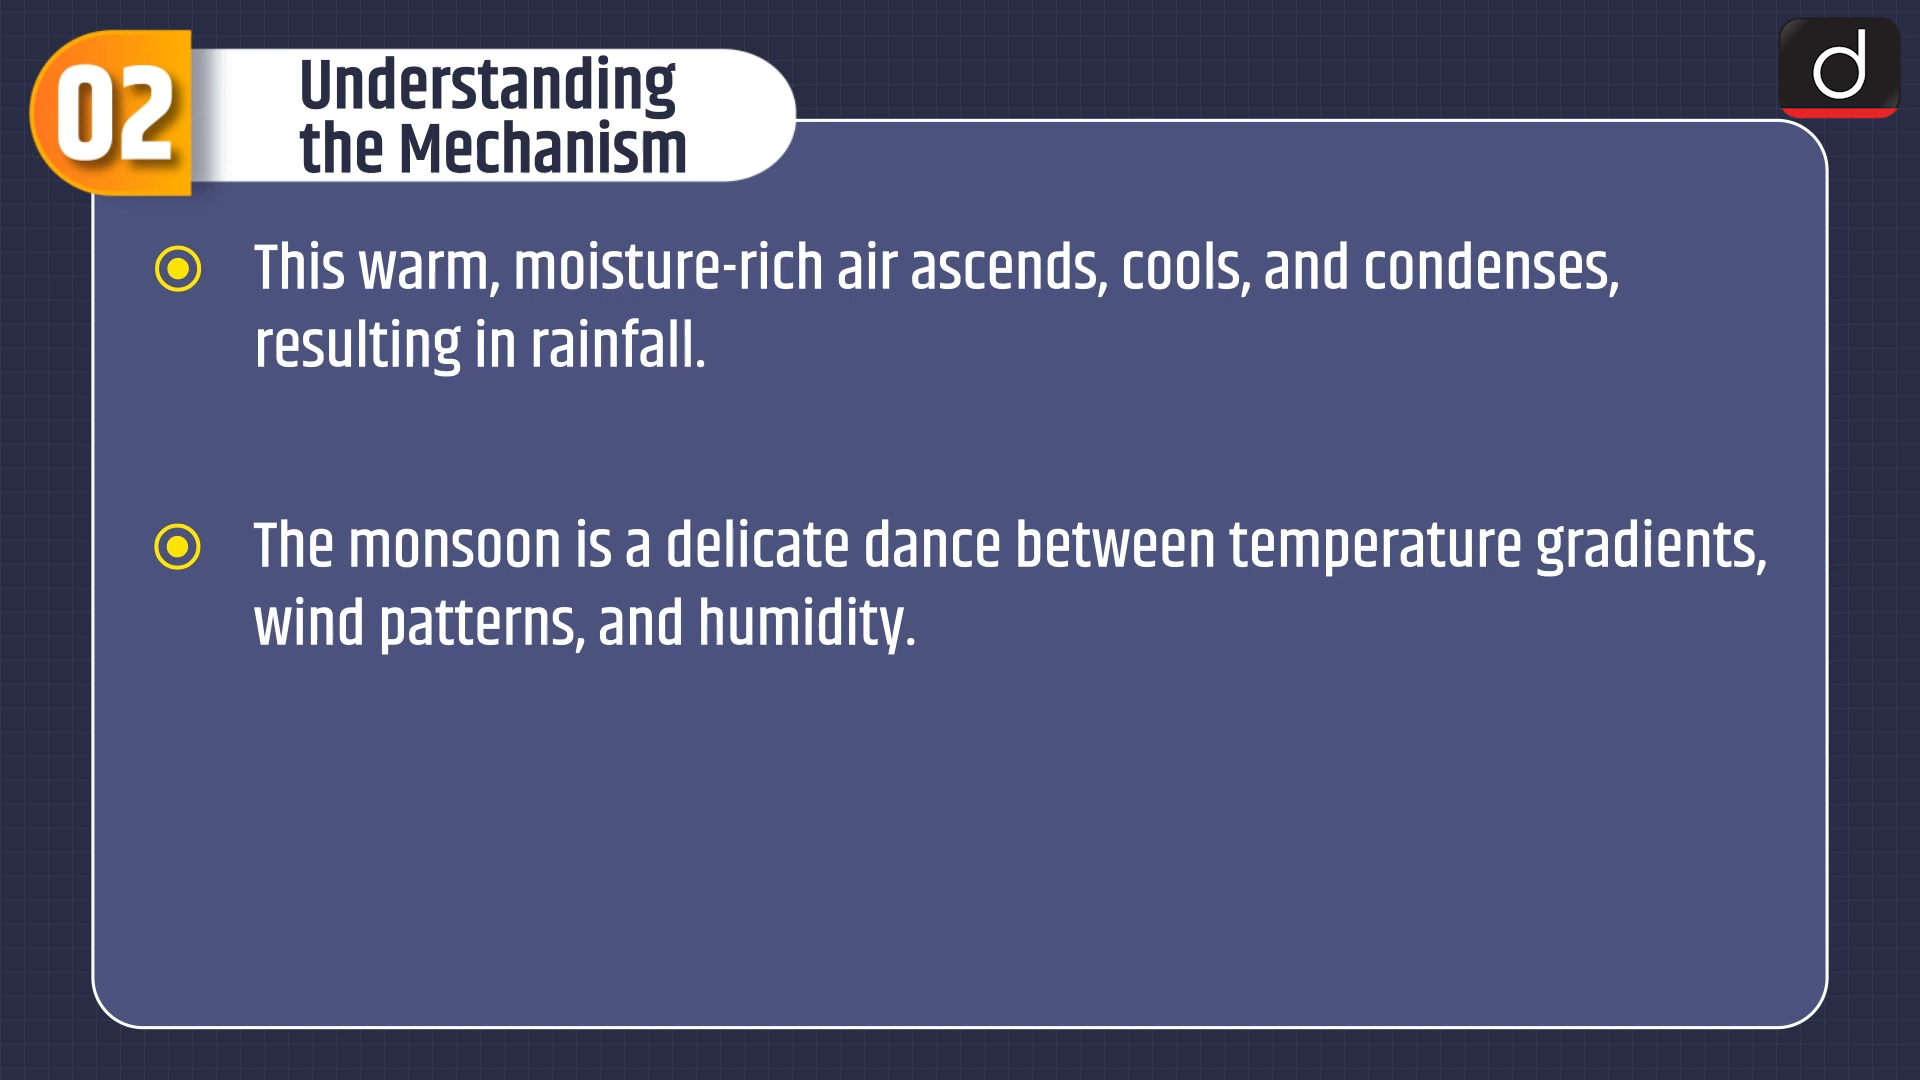 02
Understanding
the Mechanism
d
This warm, moisture-rich air ascends, cools, and condenses,
resulting in rainfall.
The monsoon is a delicate dance between temperature gradients,
wind patterns, and humidity.